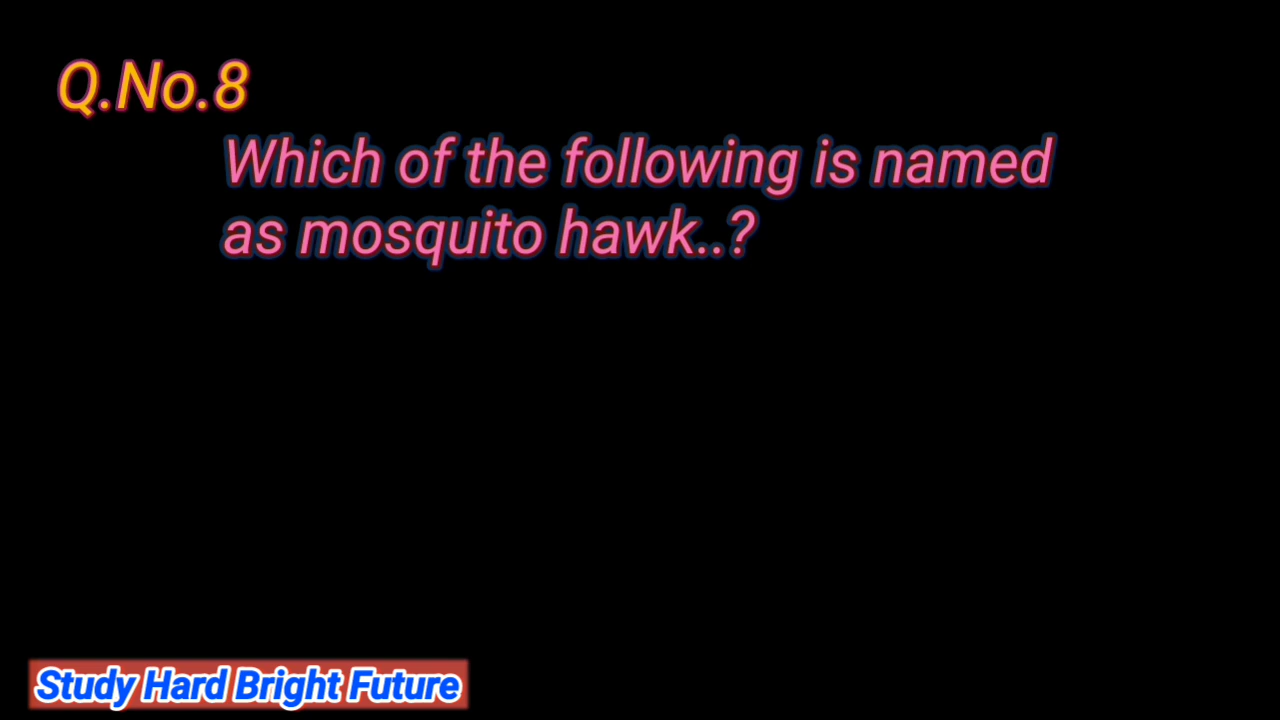 Q.No.8
Which of the following is named
as mosquito hawk..?
Study Hard Bright Future